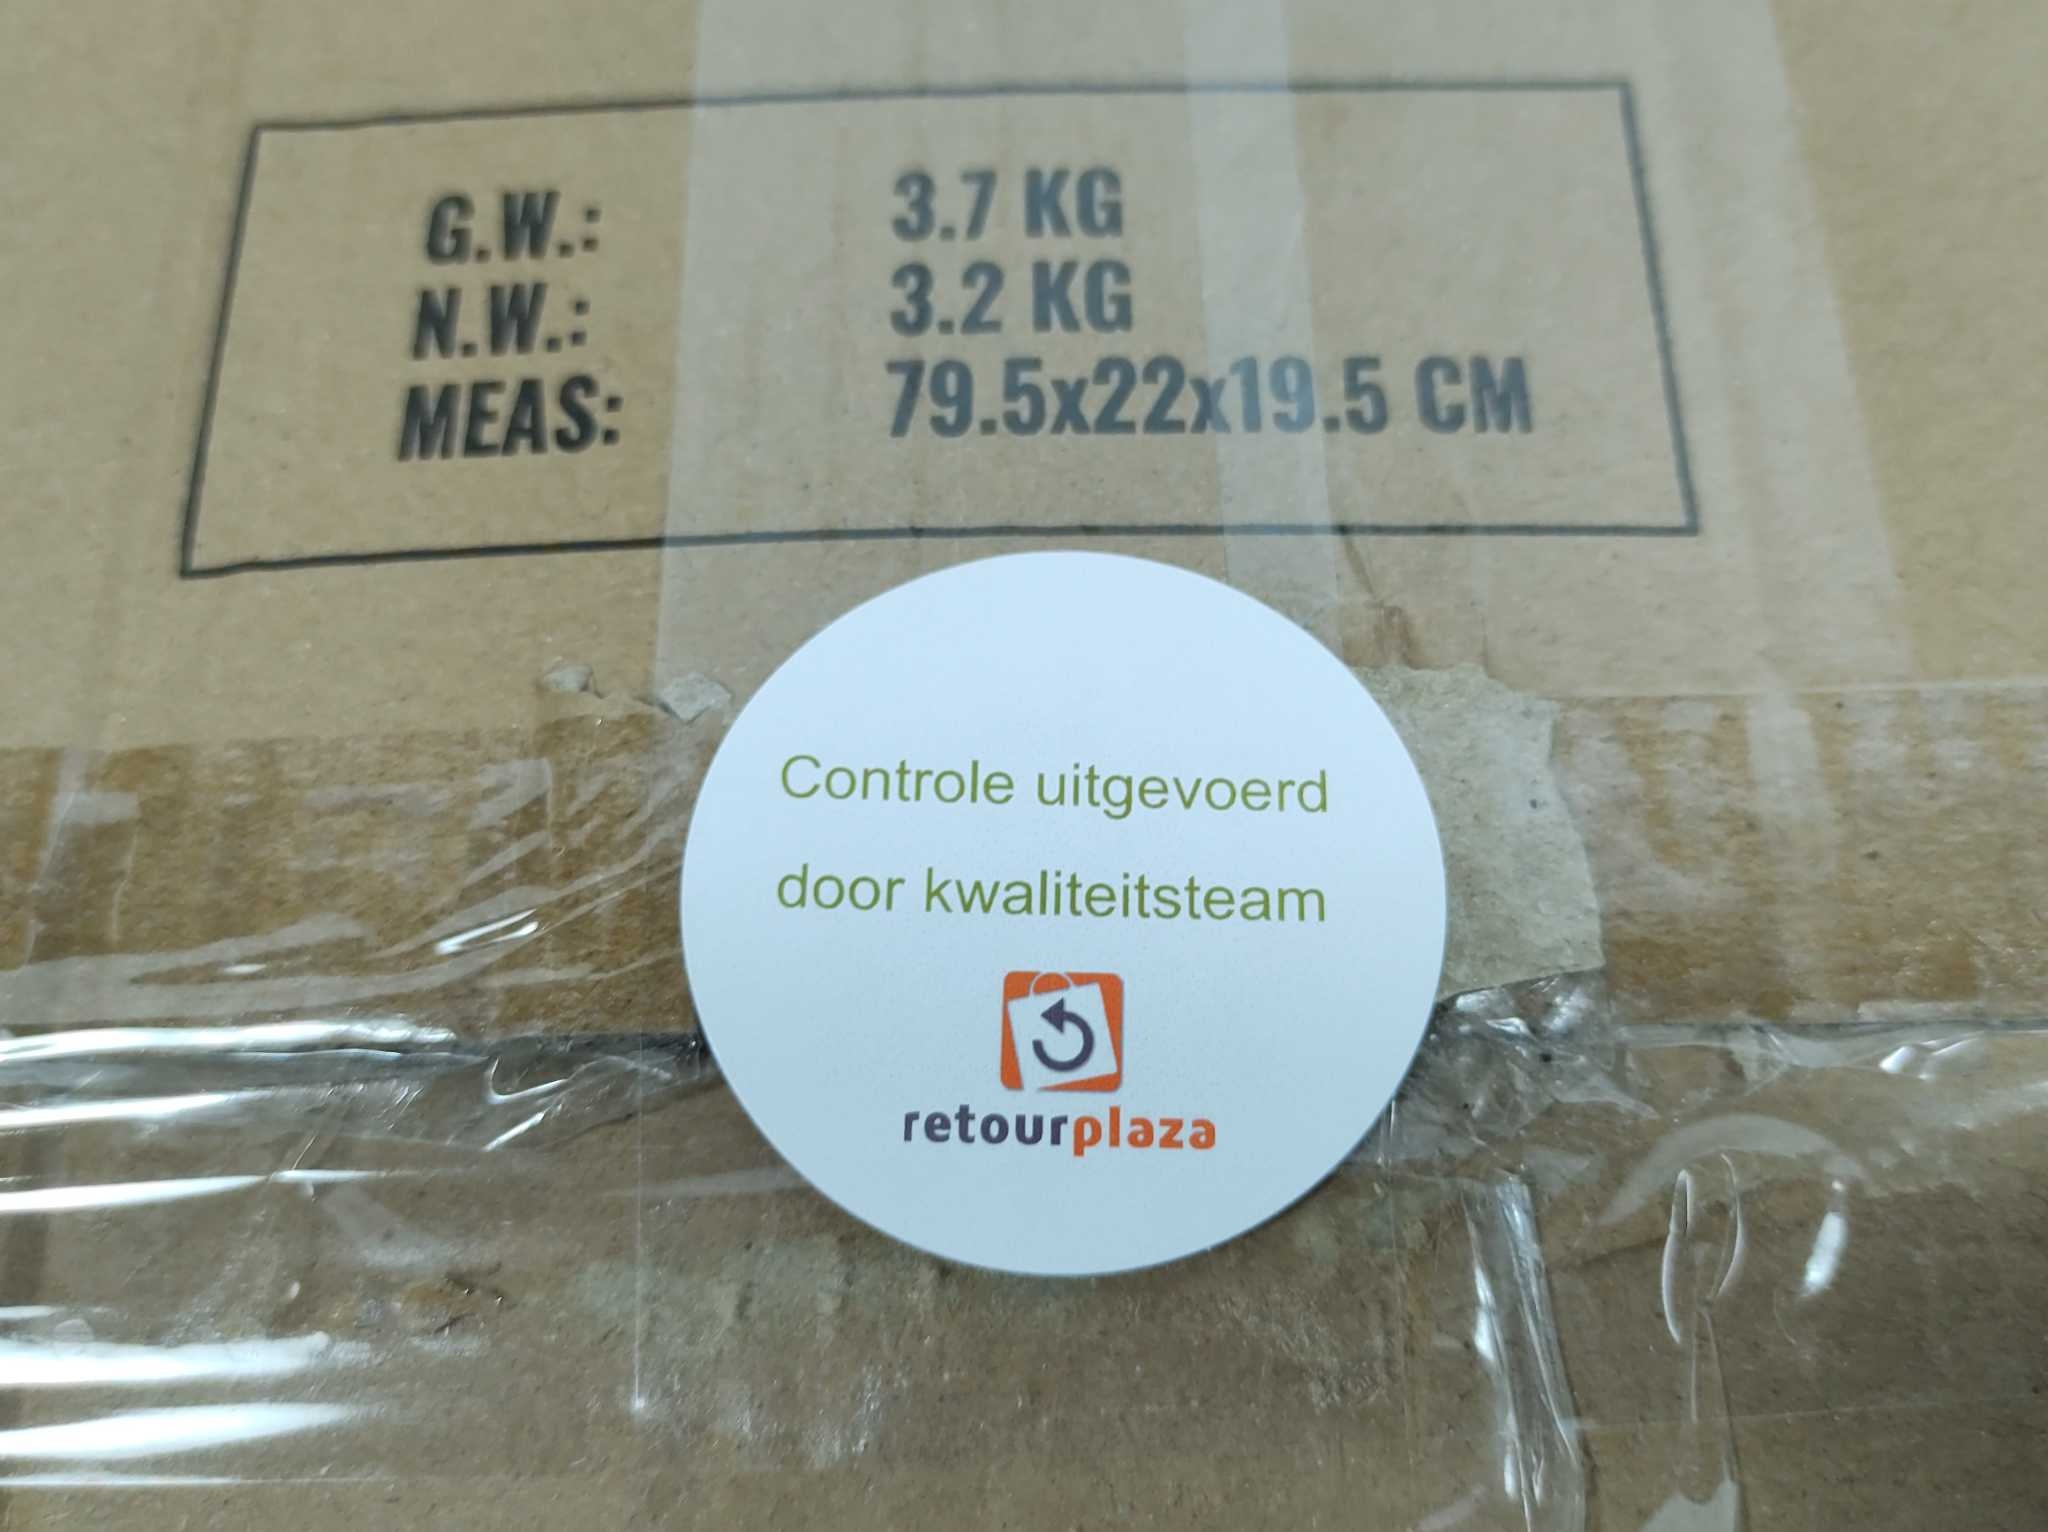 G.W.: 3.7 KG
N.W.: 3.2 KG
MEAS: 79.5x22x19.5 CM
Controle uitgevoerd
door kwaliteitsteam
retourplaza